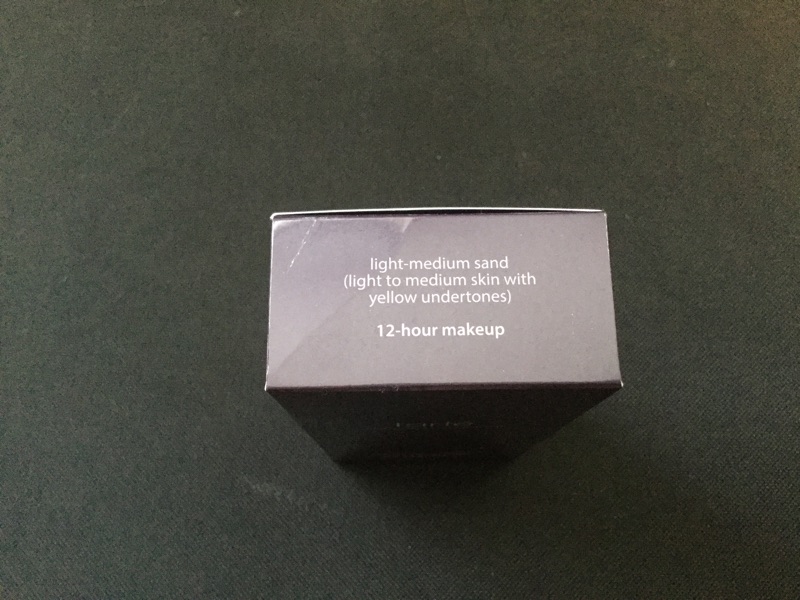 light-medium sand
(light to medium skin with
yellow undertones)
12-hour makeup